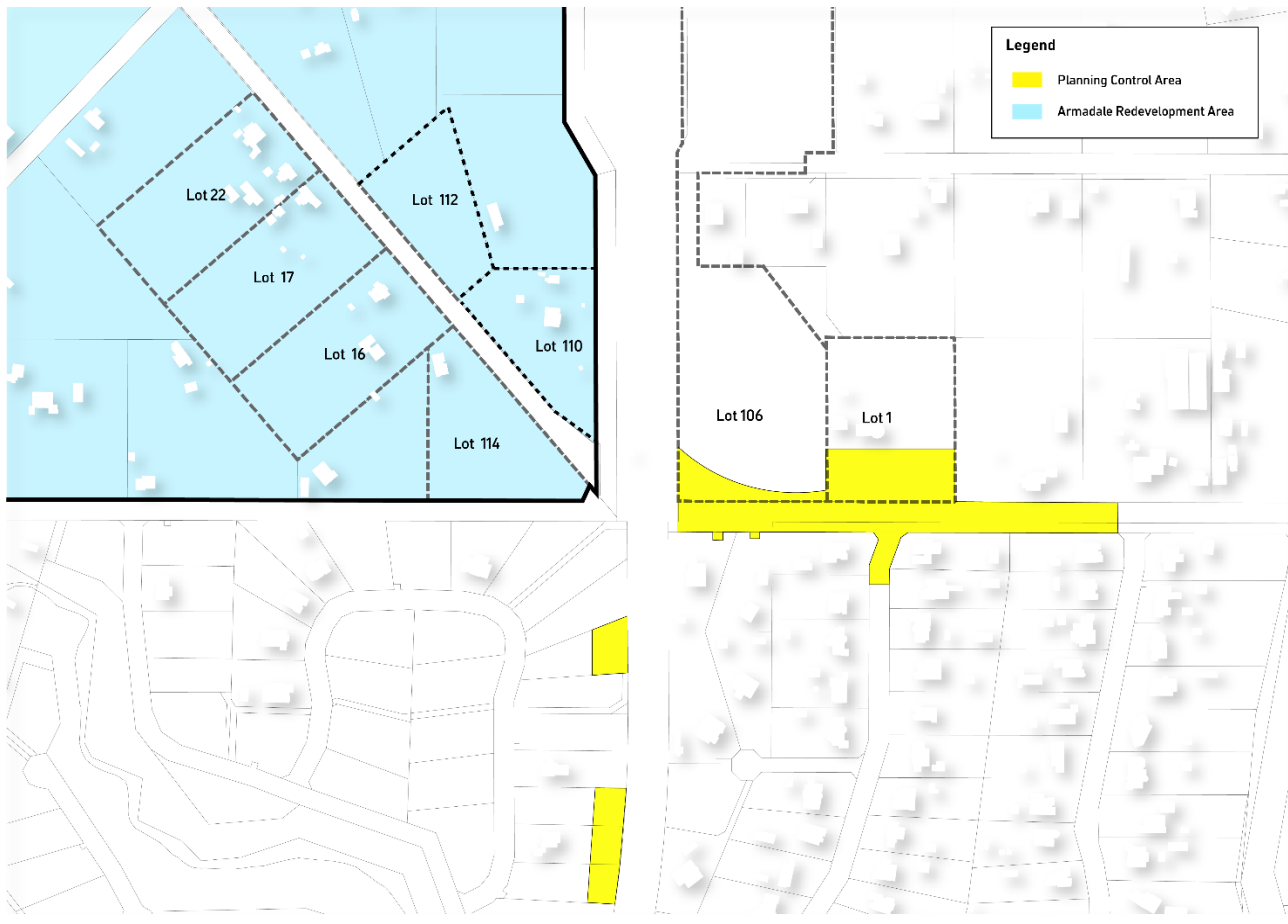 Legend
Planning Control Area
Armadale Redevelopment Area
Lot 22
Lot 112
Lot 17
Lot 16
Lot 110
Lot 106
Lot 1
Lot 114